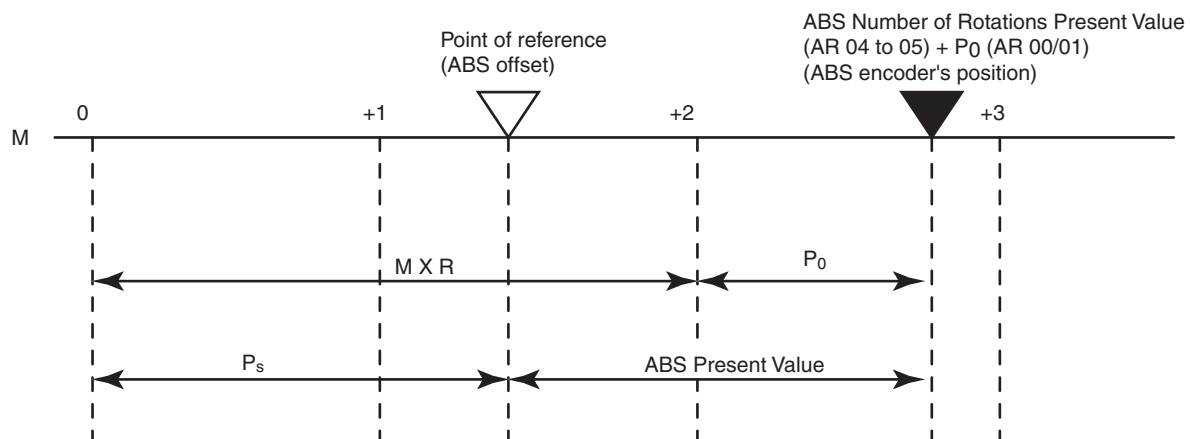 ABS Number of Rotations Present Value
(AR 04 to 05) + P0 (AR 00/01)
(ABS encoder's position)
Point of reference
(ABS offset)
0
+1
+2
+3
M
M X R
P0
Ps
ABS Present Value